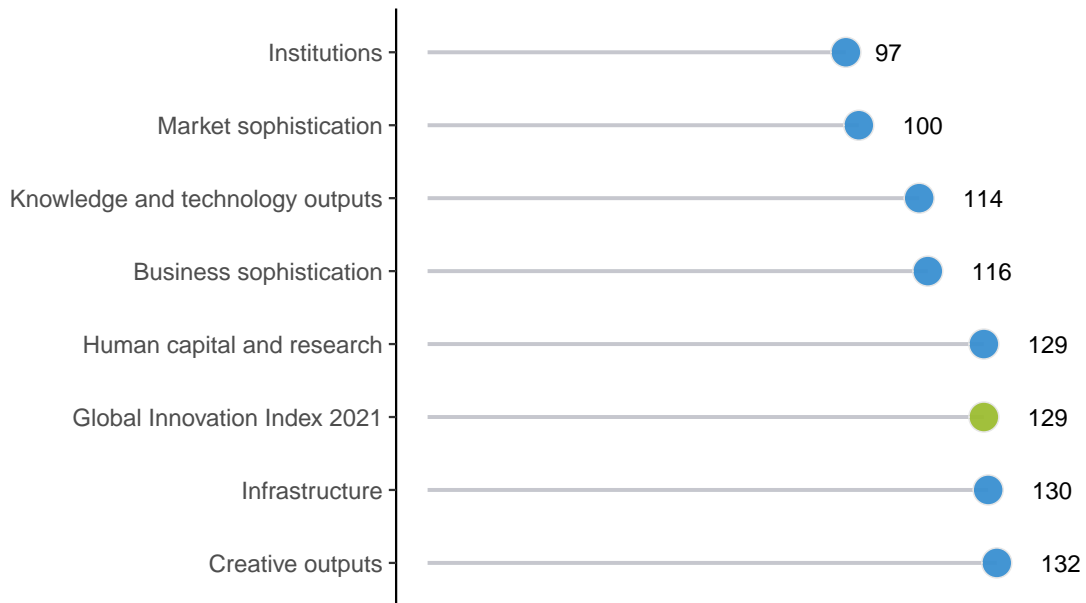 Institutions 97
Market sophistication 100
Knowledge and technology outputs 114
Business sophistication 116
Human capital and research 129
Global Innovation Index 2021 129
Infrastructure 130
Creative outputs 132